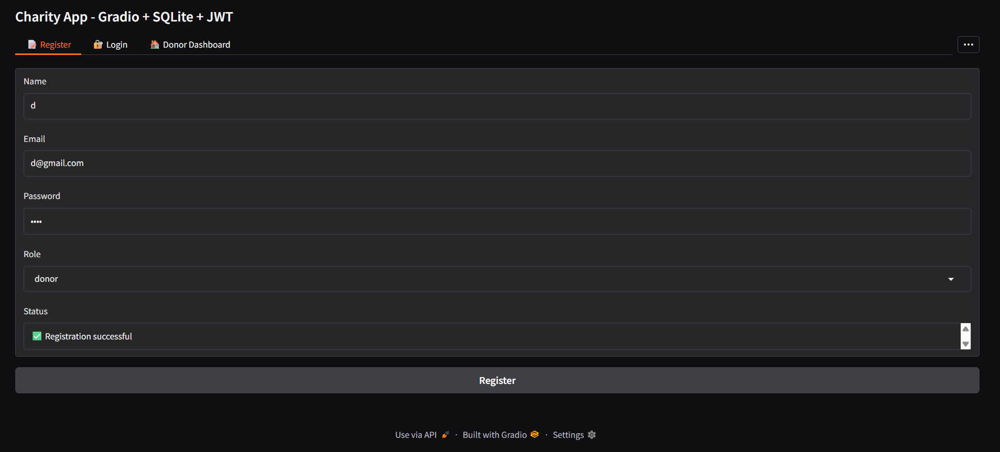 Charity App - Gradio + SQLite + JWT
📝 Register 🔐 Login 🏠 Donor Dashboard
Name
d
Email
d@gmail.com
Password
••••
Role
donor
Status
✅ Registration successful
Register
Use via API 🚀 · Built with Gradio · Settings